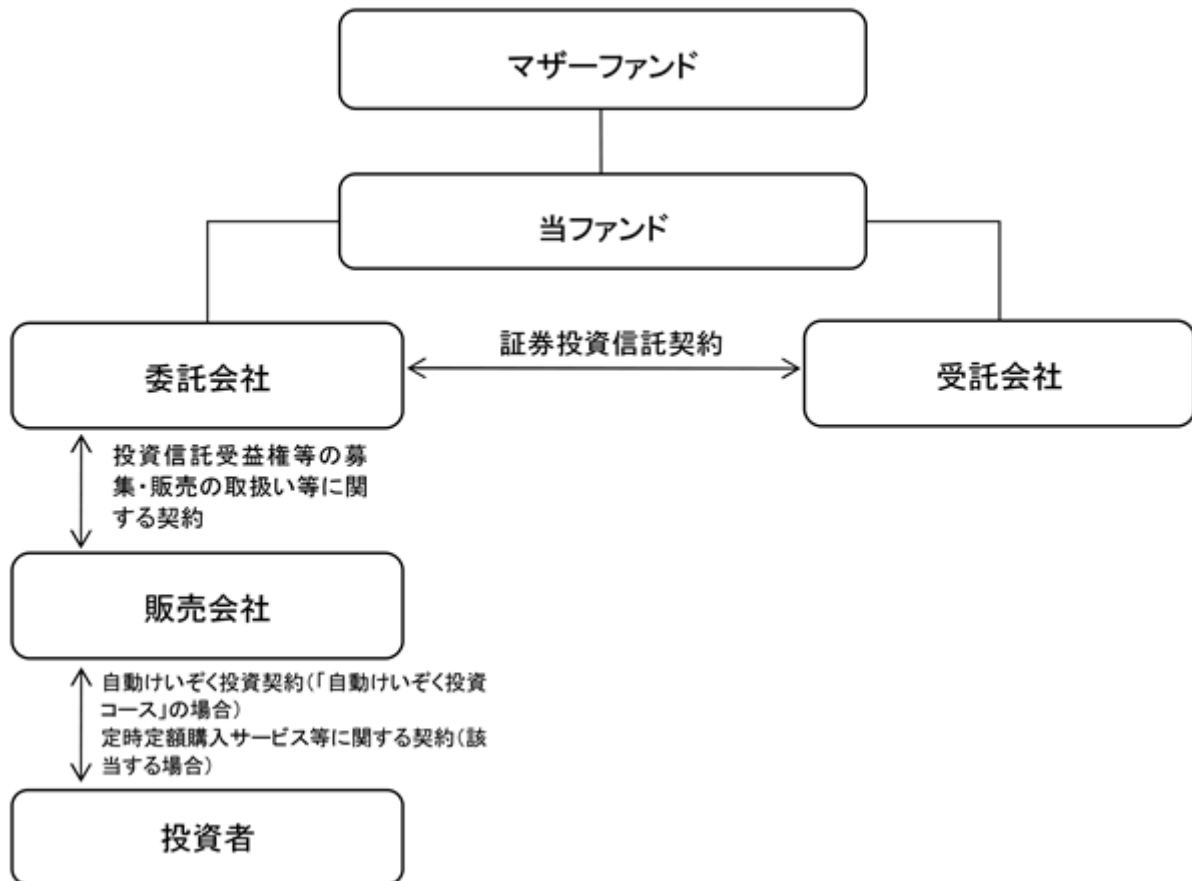 マザーファンド
当ファンド
委託会社
証券投資信託契約
受託会社
投資信託受益権等の募
集・販売の取扱い等に関
する契約
販売会社
自動けいぞく投資契約(「自動けいぞく投資
コース」の場合)
定時定額購入サービス等に関する契約(該
当する場合)
投資者